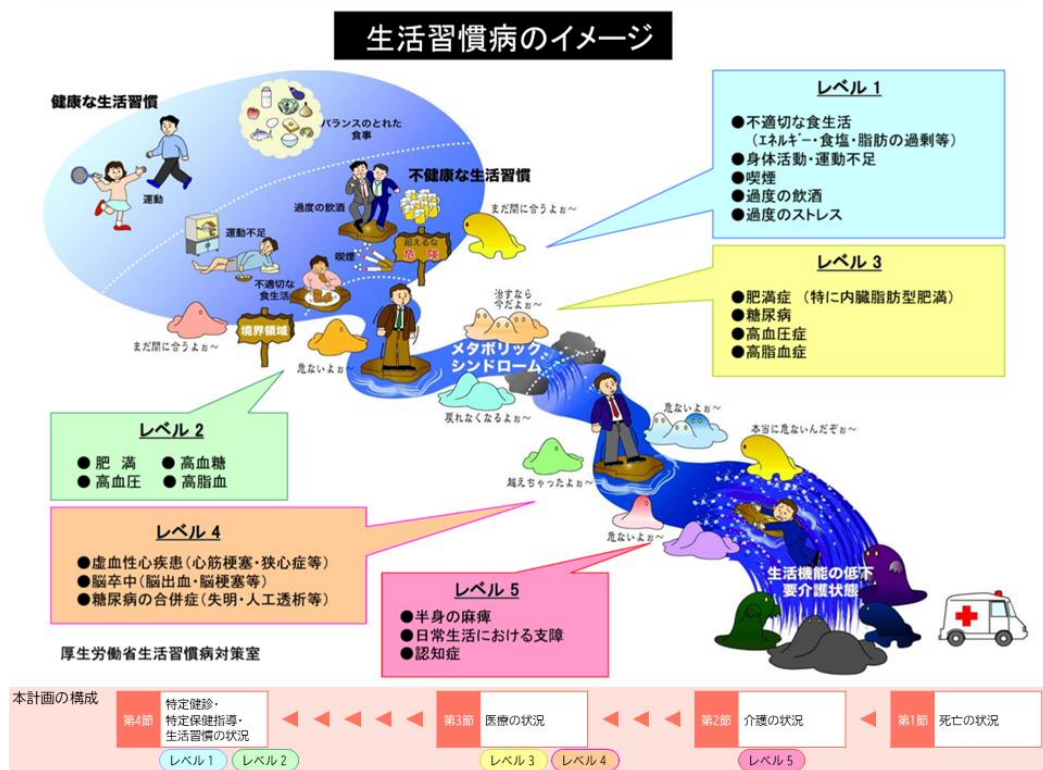 生活習慣病のイメージ
健康な生活習慣
バランスのとれた
食事
運動
不健康な生活習慣
過度の飲酒
運動不足
喫煙
超えるな
危険
不適切な
食生活
境界領域
まだ間に合うよぉ~
まだ間に合うよぉ~
危ないよぉ~
治すなら
今だよぉ~
メタボリック
シンドローム
戻れなくなるよぉ~
危ないよぉ~
本当に危ないんだぞぉ~
越えちゃったよぉ~
危ないよぉ~
生活機能の低下
要介護状態
レベル 1
●不適切な食生活
(エネルギー・食塩・脂肪の過剰等)
●身体活動・運動不足
●喫煙
●過度の飲酒
●過度のストレス
レベル 3
●肥満症 (特に内臓脂肪型肥満)
●糖尿病
●高血圧症
●高脂血症
レベル 2
● 肥 満 ● 高血糖
● 高血圧 ● 高脂血
レベル 4
●虚血性心疾患(心筋梗塞・狭心症等)
●脳卒中(脳出血・脳梗塞等)
●糖尿病の合併症(失明・人工透析等)
レベル 5
●半身の麻痺
●日常生活における支障
●認知症
厚生労働省生活習慣病対策室
本計画の構成
第4節 特定健診・
特定保健指導・
生活習慣の状況
第3節 医療の状況
第2節 介護の状況
第1節 死亡の状況
レベル 1 レベル 2 レベル 3 レベル 4 レベル 5